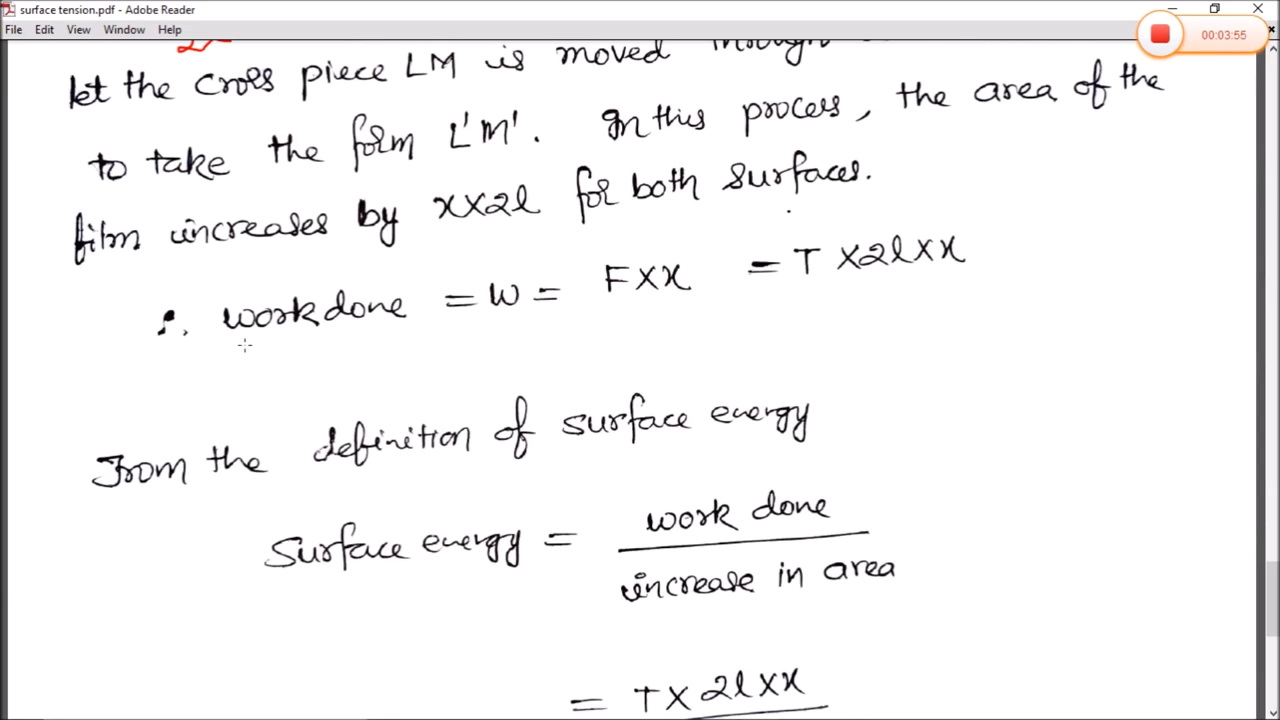 surface tension.pdf - Adobe Reader
File Edit View Window Help
00:03:55
let the cross piece LM is moved through
to take the form L'M'. In this process, the area of the
film increases by x×2l for both surfaces.
∴ workdone = W = F×x = T×2l×x
From the definition of surface energy
Surface energy = work done
increase in area
= T×2l×x